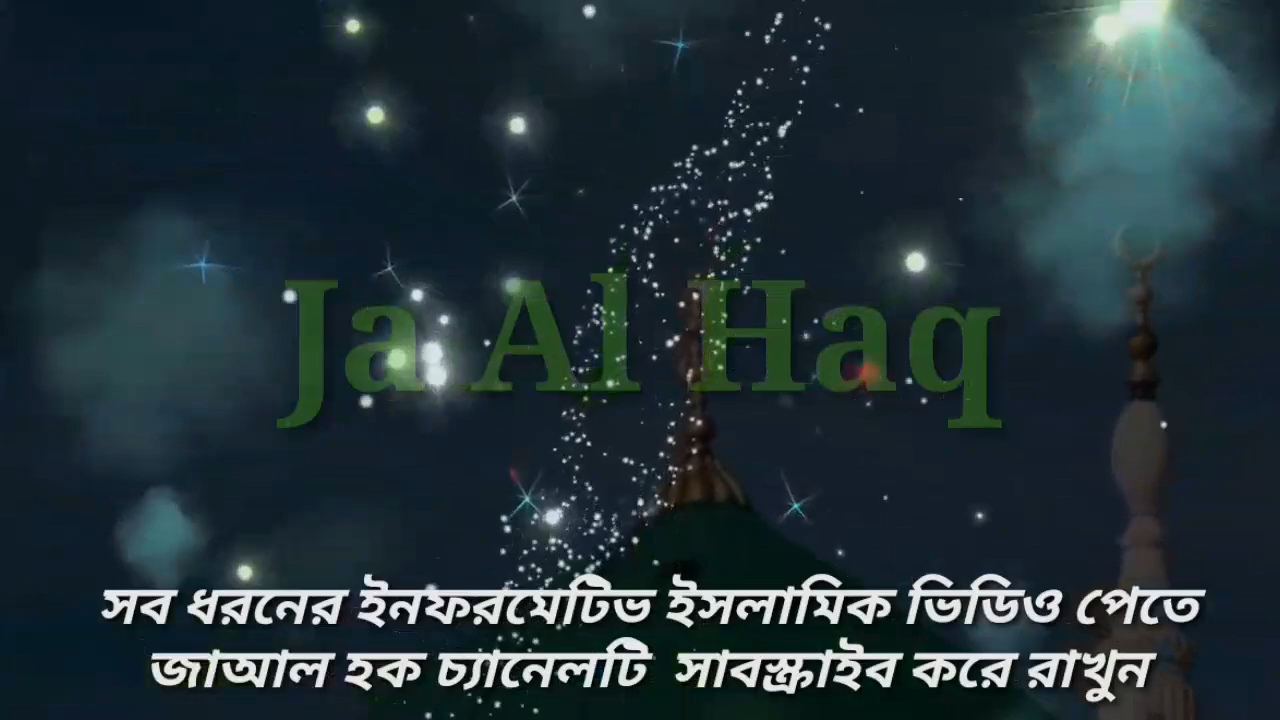 Ja Al Haq
সব ধরনের ইনফরমেটিভ ইসলামিক ভিডিও পেতে
জাআল হক চ্যানেলটি সাবস্ক্রাইব করে রাখুন